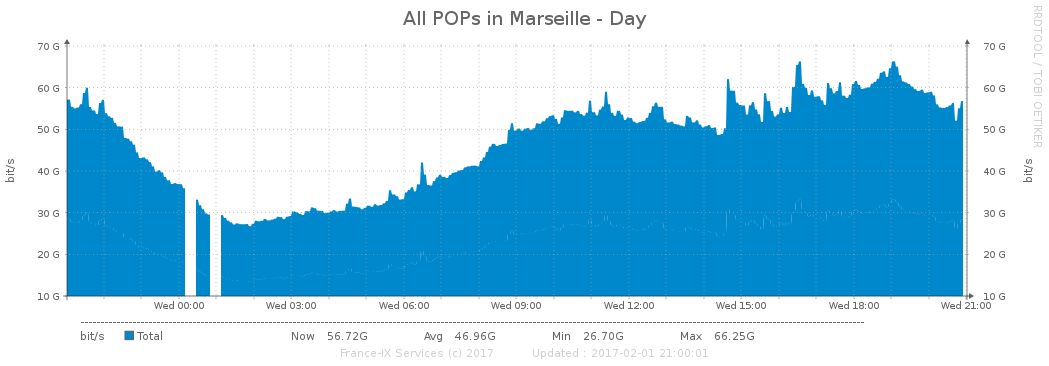 All POPs in Marseille - Day
RRDTOOL / TOBI OETIKER
70 G 70 G
60 G 60 G
50 G 50 G
40 G 40 G
30 G 30 G
20 G 20 G
10 G 10 G
bit/s
bit/s
Wed 00:00 Wed 03:00 Wed 06:00 Wed 09:00 Wed 12:00 Wed 15:00 Wed 18:00 Wed 21:00
bit/s Total Now 56.72G Avg 46.96G Min 26.70G Max 66.25G
France-IX Services (c) 2017 Updated : 2017-02-01 21:00:01